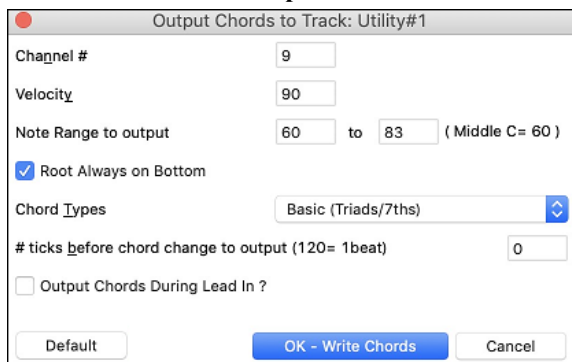 Output Chords to Track: Utility#1
Channel # 9
Velocity 90
Note Range to output 60 to 83 ( Middle C= 60 )
Root Always on Bottom
Chord Types Basic (Triads/7ths)
# ticks before chord change to output (120= 1beat) 0
Output Chords During Lead In ?
Default OK - Write Chords Cancel